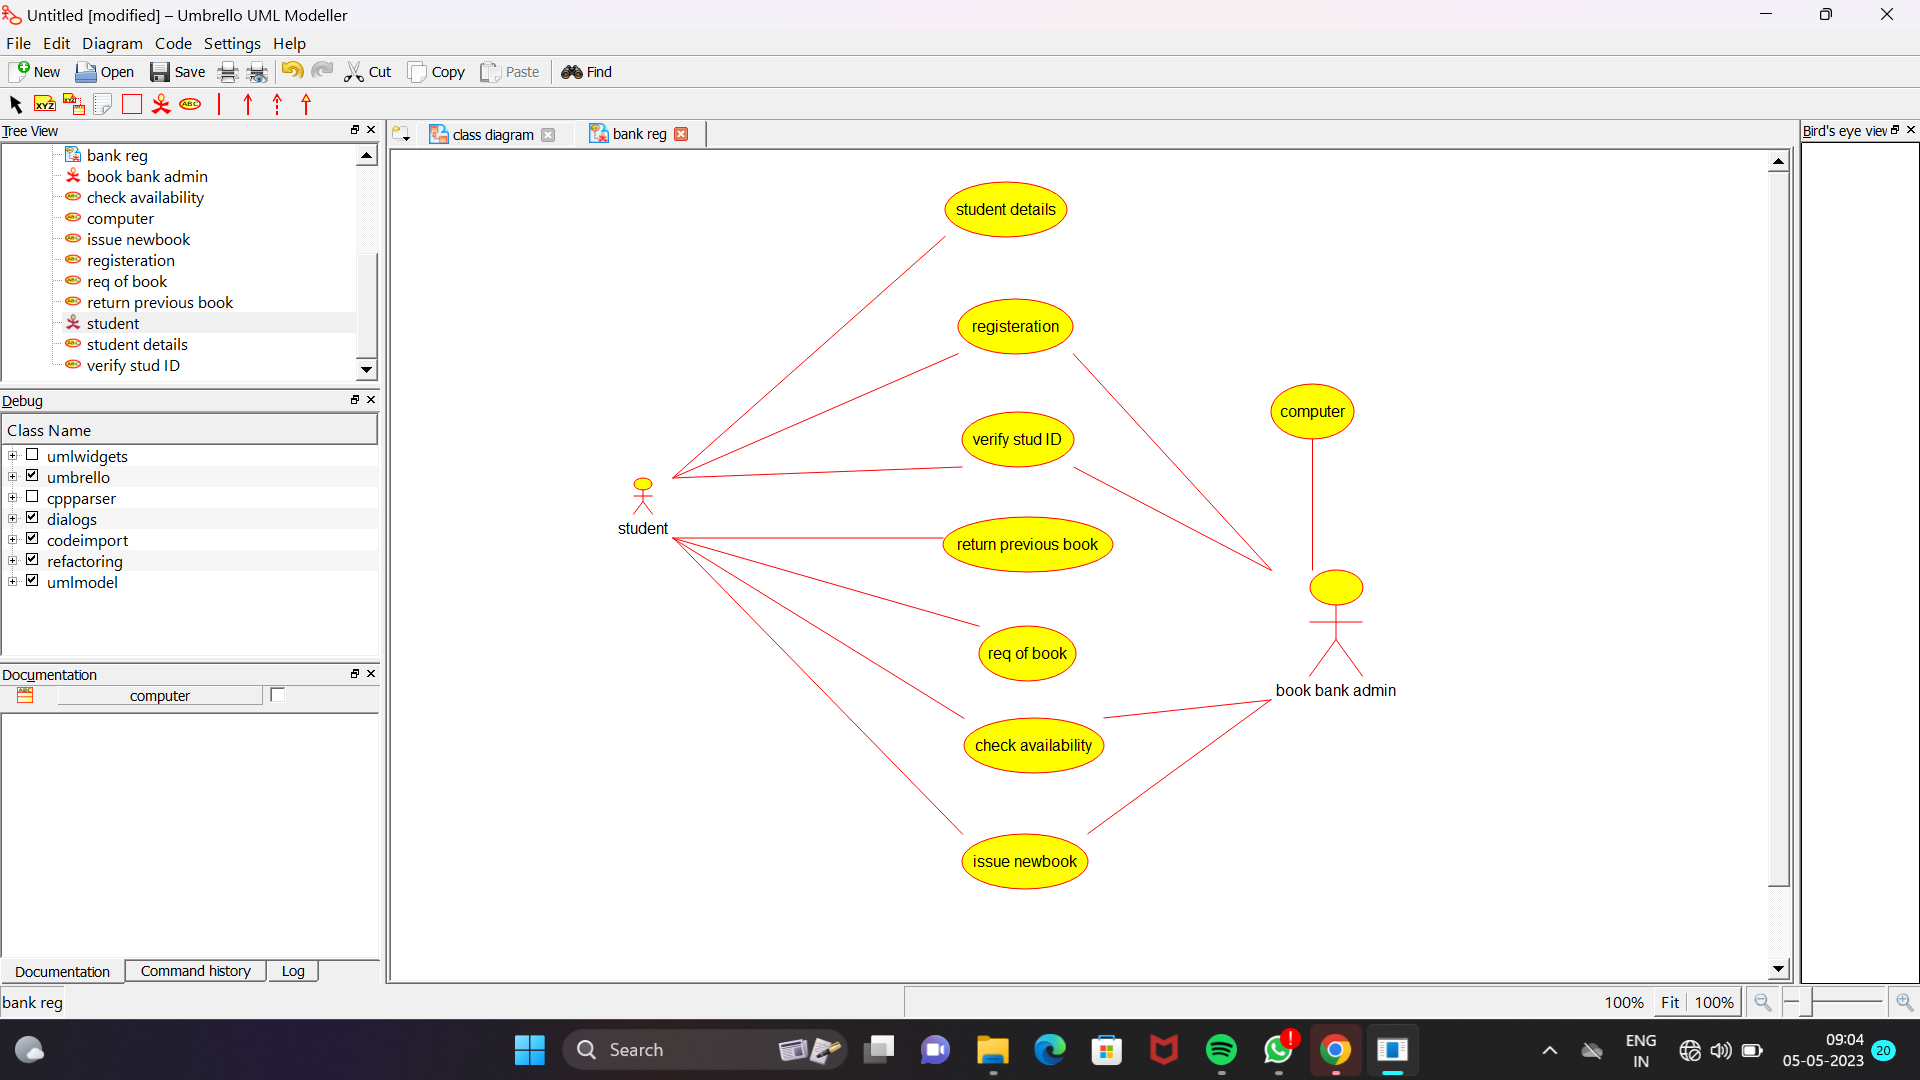 Untitled [modified] – Umbrello UML Modeller
File Edit Diagram Code Settings Help
New Open Save Cut Copy Paste Find
XYZ XYZ ABC
Tree View
bank reg
book bank admin
check availability
computer
issue newbook
registeration
req of book
return previous book
student
student details
verify stud ID
Debug
Class Name
umlwidgets
umbrello
cppparser
dialogs
codeimport
refactoring
umlmodel
Documentation
computer
Documentation Command history Log
class diagram bank reg
student details
registeration
computer
verify stud ID
student
return previous book
req of book
book bank admin
check availability
issue newbook
Bird's eye view
bank reg
100% Fit 100%
Search
ENG
IN
09:04
05-05-2023
20